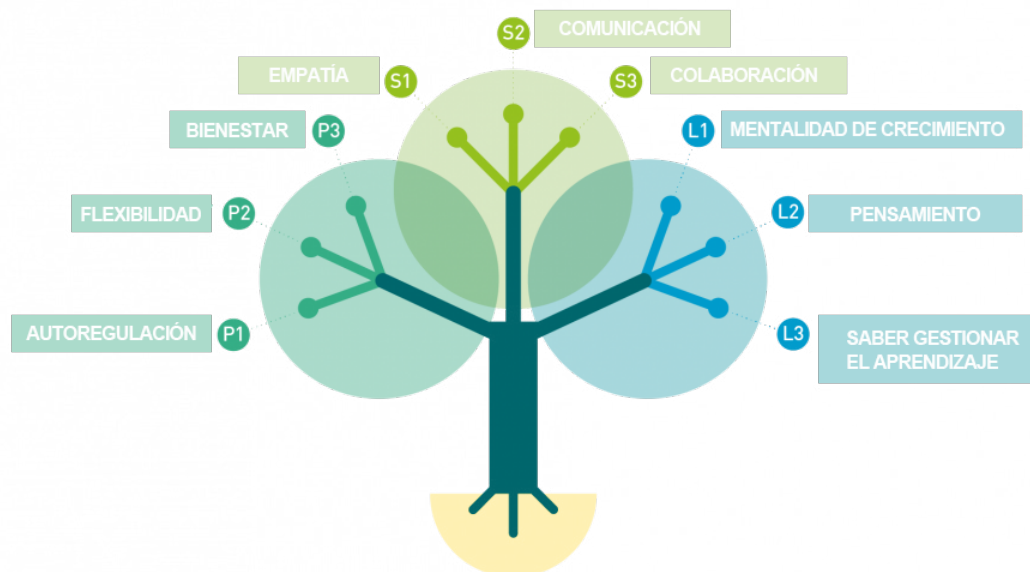 S2 COMUNICACIÓN
EMPATÍA S1
S3 COLABORACIÓN
BIENESTAR P3
L1 MENTALIDAD DE CRECIMIENTO
FLEXIBILIDAD P2
L2 PENSAMIENTO
AUTOREGULACIÓN P1
L3 SABER GESTIONAR
EL APRENDIZAJE